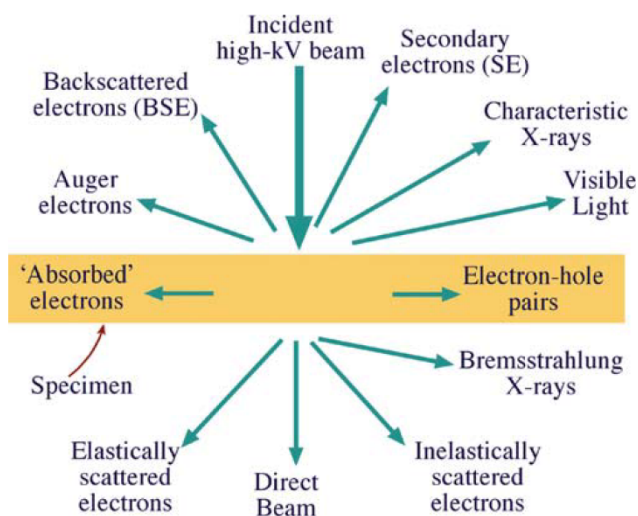 Incident
high-kV beam
Secondary
electrons (SE)
Backscattered
electrons (BSE)
Characteristic
X-rays
Auger
electrons
Visible
Light
‘Absorbed’
electrons
Electron-hole
pairs
Specimen
Bremsstrahlung
X-rays
Elastically
scattered
electrons
Direct
Beam
Inelastically
scattered
electrons